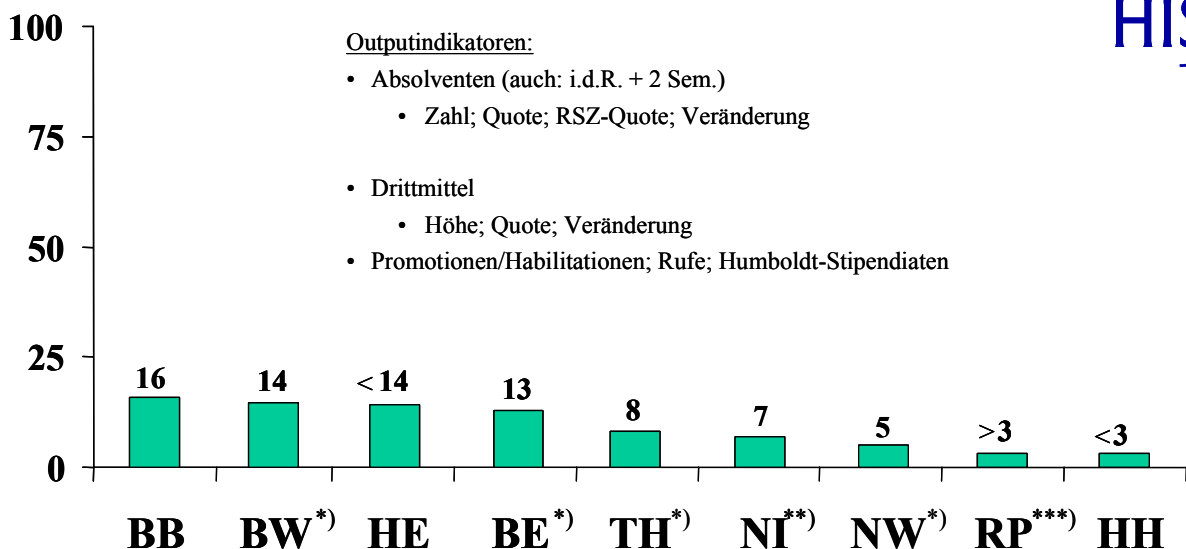 HIS
100
75
50
25
0
Outputindikatoren:
• Absolventen (auch: i.d.R. + 2 Sem.)
• Zahl; Quote; RSZ-Quote; Veränderung
• Drittmittel
• Höhe; Quote; Veränderung
• Promotionen/Habilitationen; Rufe; Humboldt-Stipendiaten
16 14 <14 13 8 7 5 >3 <3
BB BW*) HE BE*) TH*) NI**) NW*) RP***) HH